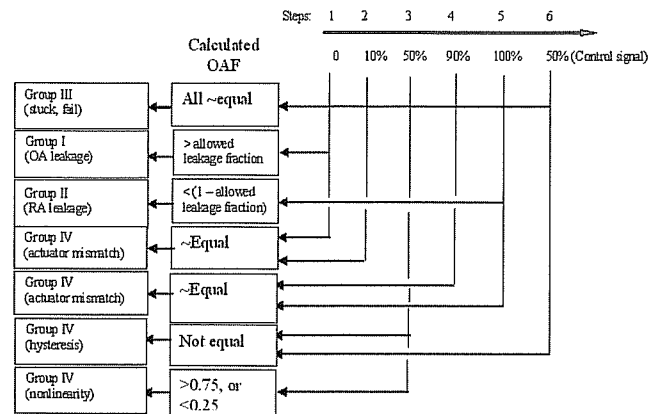 Steps: 1 2 3 4 5 6
0 10% 50% 90% 100% 50% (Control signal)
Calculated
OAF
Group III
(stuck, fail)
All ~equal
Group I
(OA leakage)
> allowed
leakage fraction
Group II
(RA leakage)
<(1 – allowed
leakage fraction)
Group IV
(actuator mismatch)
~Equal
Group IV
(actuator mismatch)
~Equal
Group IV
(hysteresis)
Not equal
Group IV
(nonlinearity)
>0.75, or
<0.25